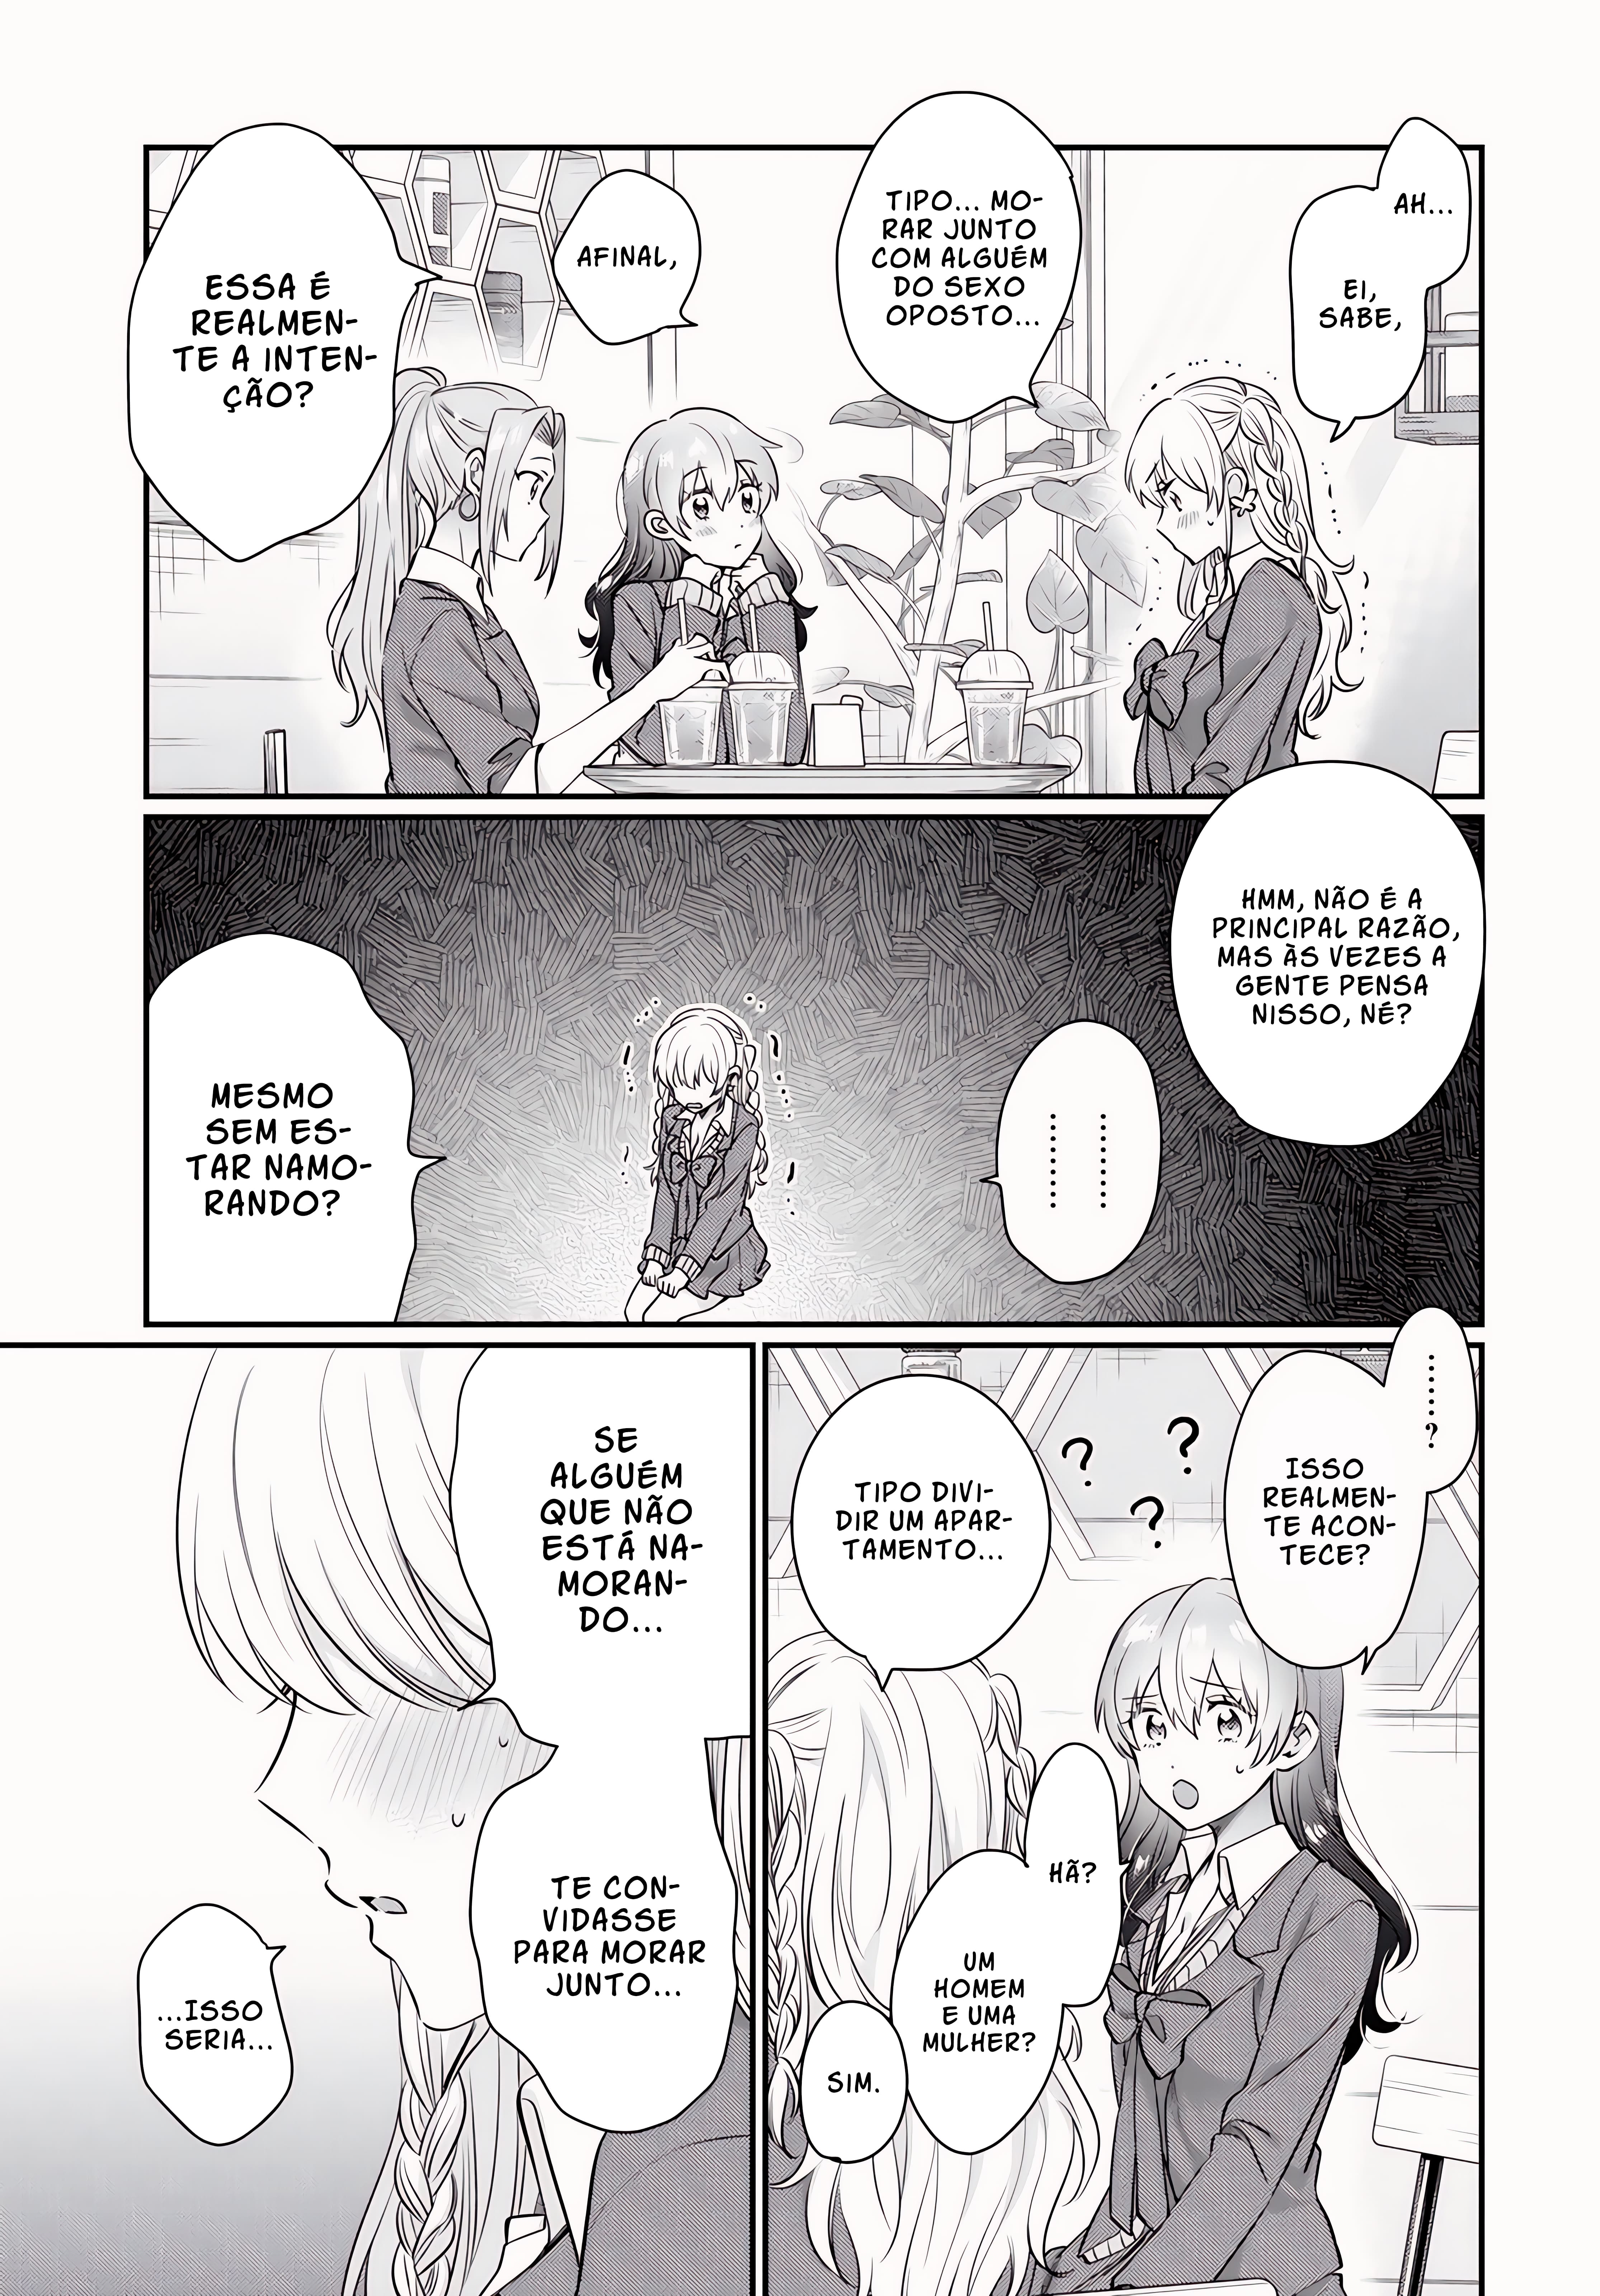 AH...
EI,
SABE,
TIPO... MO-
RAR JUNTO
COM ALGUÉM
DO SEXO
OPOSTO...
AFINAL,
ESSA É
REALMEN-
TE A INTEN-
ÇÃO?
HMM, NÃO É A
PRINCIPAL RAZÃO,
MAS ÀS VEZES A
GENTE PENSA
NISSO, NÉ?
............
MESMO
SEM ES-
TAR NAMO-
RANDO?
......?
ISSO
REALMEN-
TE ACON-
TECE?
? ? ?
TIPO DIVI-
DIR UM APAR-
TAMENTO...
HÃ?
UM
HOMEM
E UMA
MULHER?
SIM.
SE
ALGUÉM
QUE NÃO
ESTÁ NA-
MORAN-
DO...
TE CON-
VIDASSE
PARA MORAR
JUNTO...
...ISSO
SERIA...